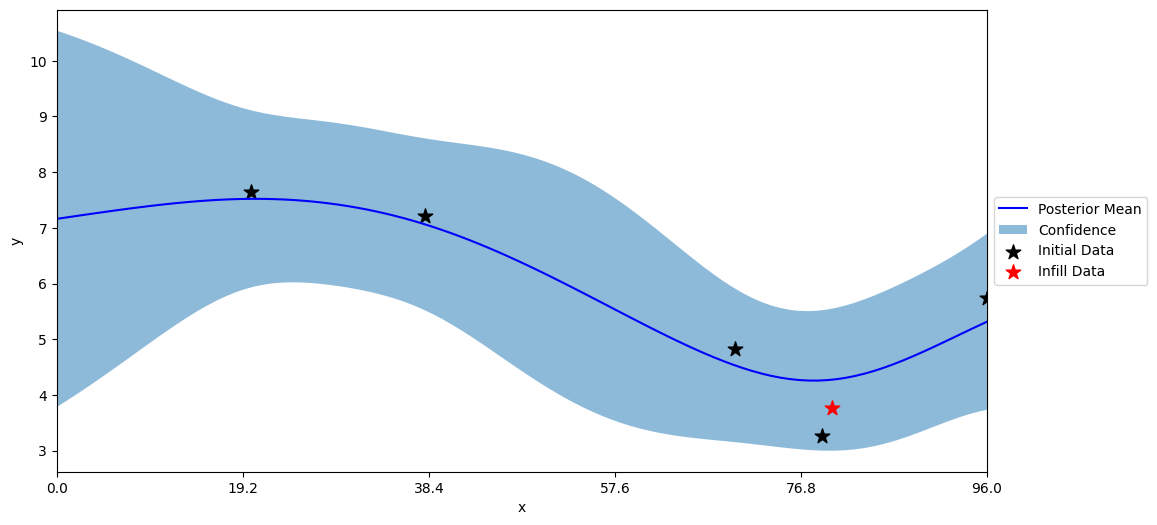 10
9
8
7
6
5
4
3
y
0.0 19.2 38.4 57.6 76.8 96.0
x
Posterior Mean
Confidence
Initial Data
Infill Data